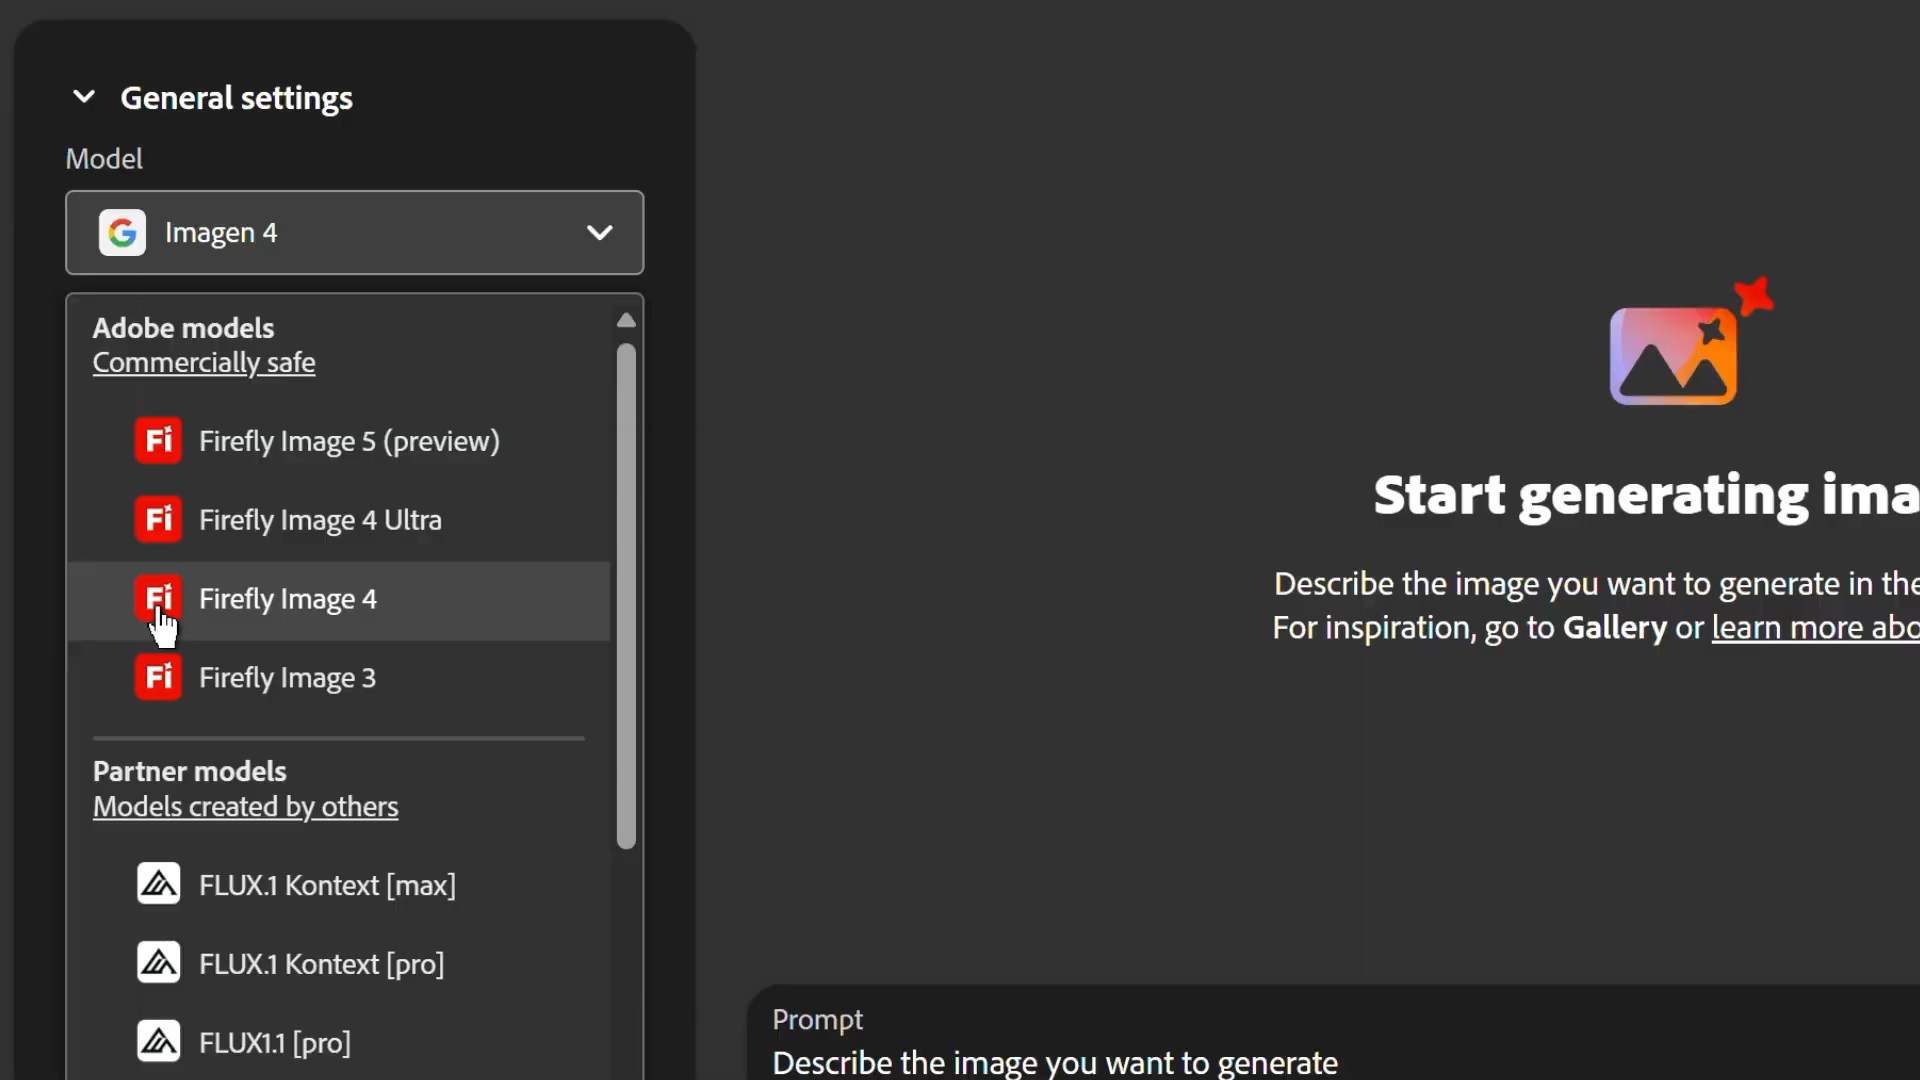 General settings
Model
Imagen 4
Adobe models
Commercially safe
Fi Firefly Image 5 (preview)
Fi Firefly Image 4 Ultra
Fi Firefly Image 4
Fi Firefly Image 3
Partner models
Models created by others
FLUX.1 Kontext [max]
FLUX.1 Kontext [pro]
FLUX1.1 [pro]
Start generating ima
Describe the image you want to generate in the
For inspiration, go to Gallery or learn more abo
Prompt
Describe the image you want to generate